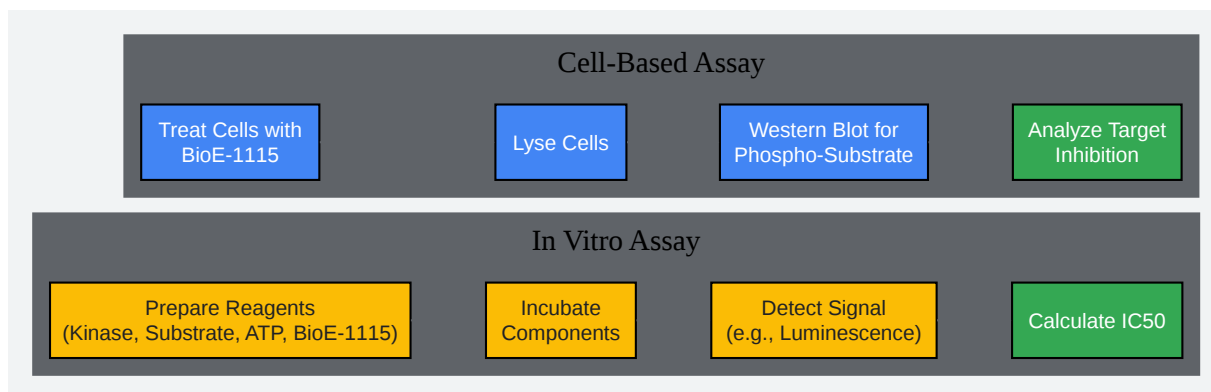 Cell-Based Assay
Treat Cells with
BioE-1115
Lyse Cells
Western Blot for
Phospho-Substrate
Analyze Target
Inhibition
In Vitro Assay
Prepare Reagents
(Kinase, Substrate, ATP, BioE-1115)
Incubate
Components
Detect Signal
(e.g., Luminescence)
Calculate IC50